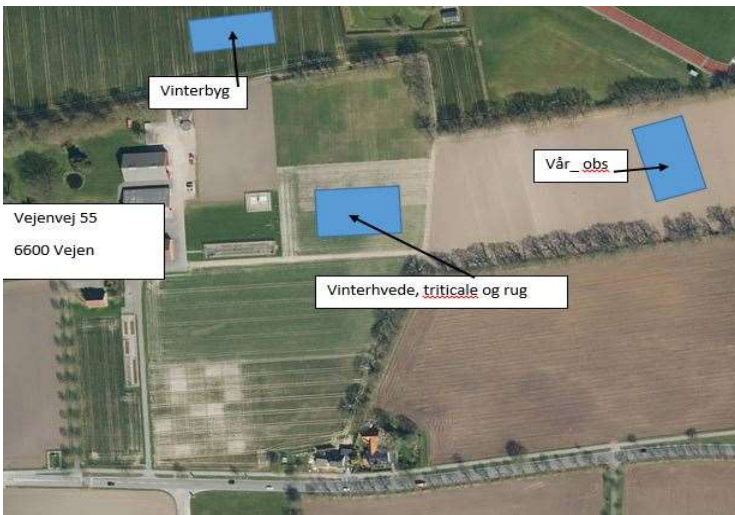 Vinterbyg
Vår_ obs
Vejenvej 55
6600 Vejen
Vinterhvede, triticale og rug